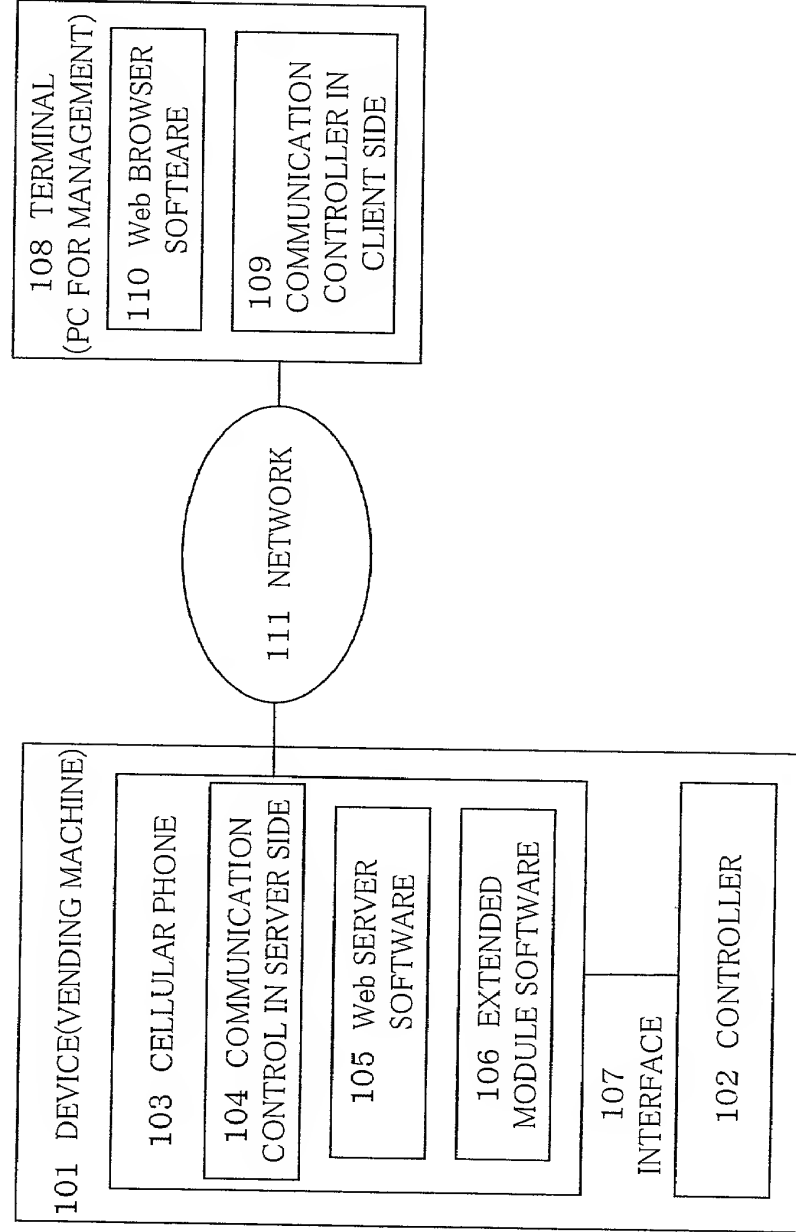 101 DEVICE(VENDING MACHINE)
103 CELLULAR PHONE
104 COMMUNICATION
CONTROL IN SERVER SIDE
105 Web SERVER
SOFTWARE
106 EXTENDED
MODULE SOFTWARE
107
INTERFACE
102 CONTROLLER
111 NETWORK
108 TERMINAL
(PC FOR MANAGEMENT)
110 Web BROWSER
SOFTEARE
109
COMMUNICATION
CONTROLLER IN
CLIENT SIDE